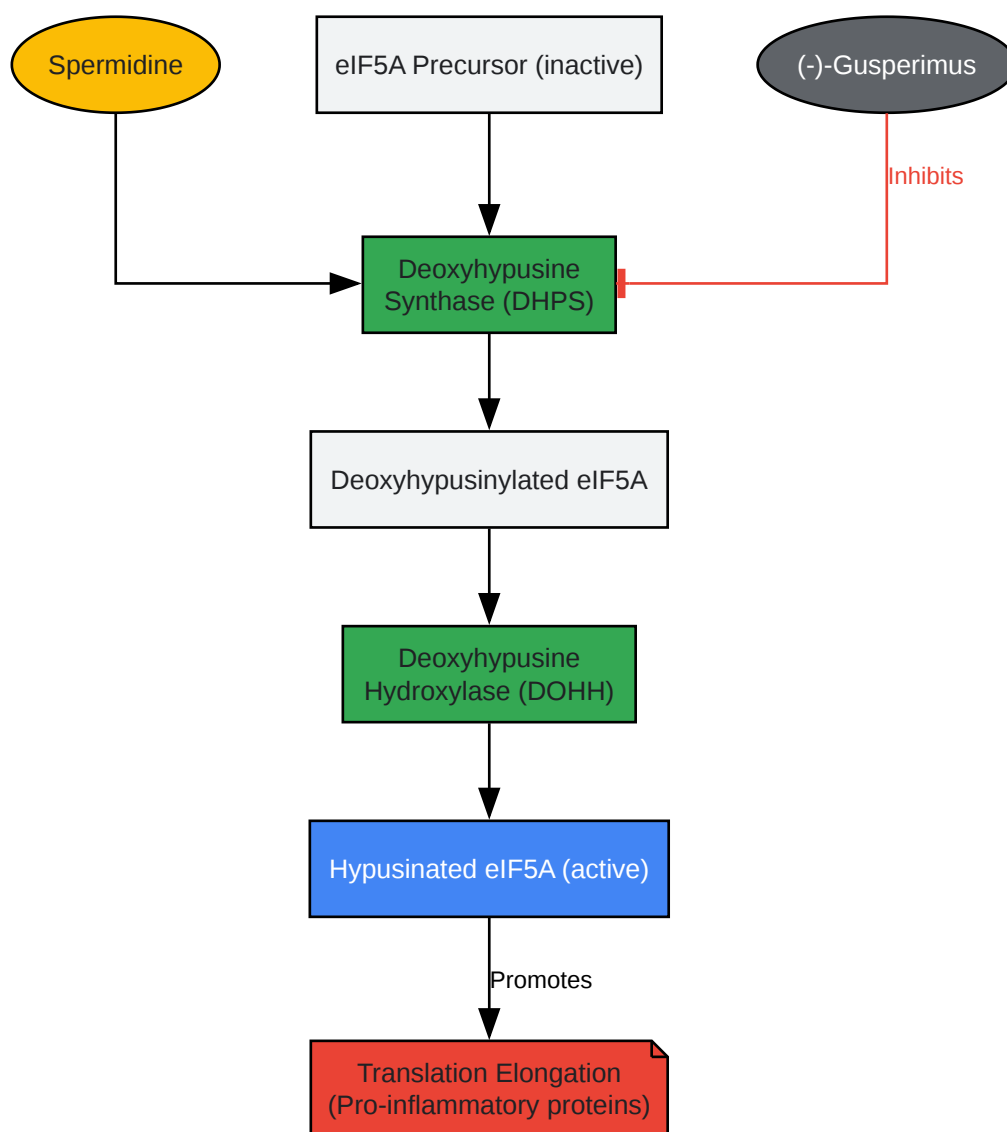 Spermidine
eIF5A Precursor (inactive)
(-)-Gusperimus
Inhibits
Deoxyhypusine
Synthase (DHPS)
Deoxyhypusinylated eIF5A
Deoxyhypusine
Hydroxylase (DOHH)
Hypusinated eIF5A (active)
Promotes
Translation Elongation
(Pro-inflammatory proteins)